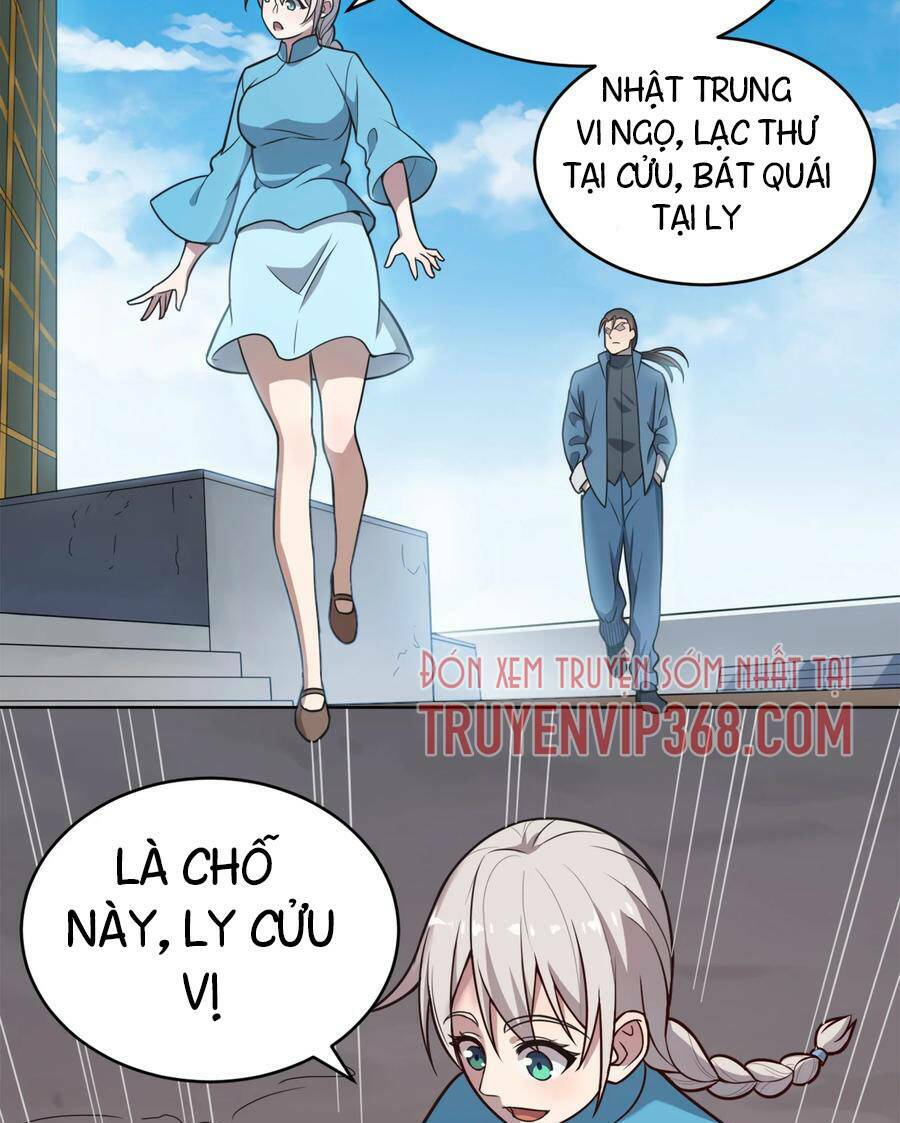 NHẬT TRUNG
VI NGỌ, LẠC THƯ
TẠI CỬU, BÁT QUÁI
TẠI LY
ĐÓN XEM TRUYỆN SỚM NHẤT TẠI
TRUYENVIP368.COM
LÀ CHỖ
NÀY, LY CỬU
VỊ